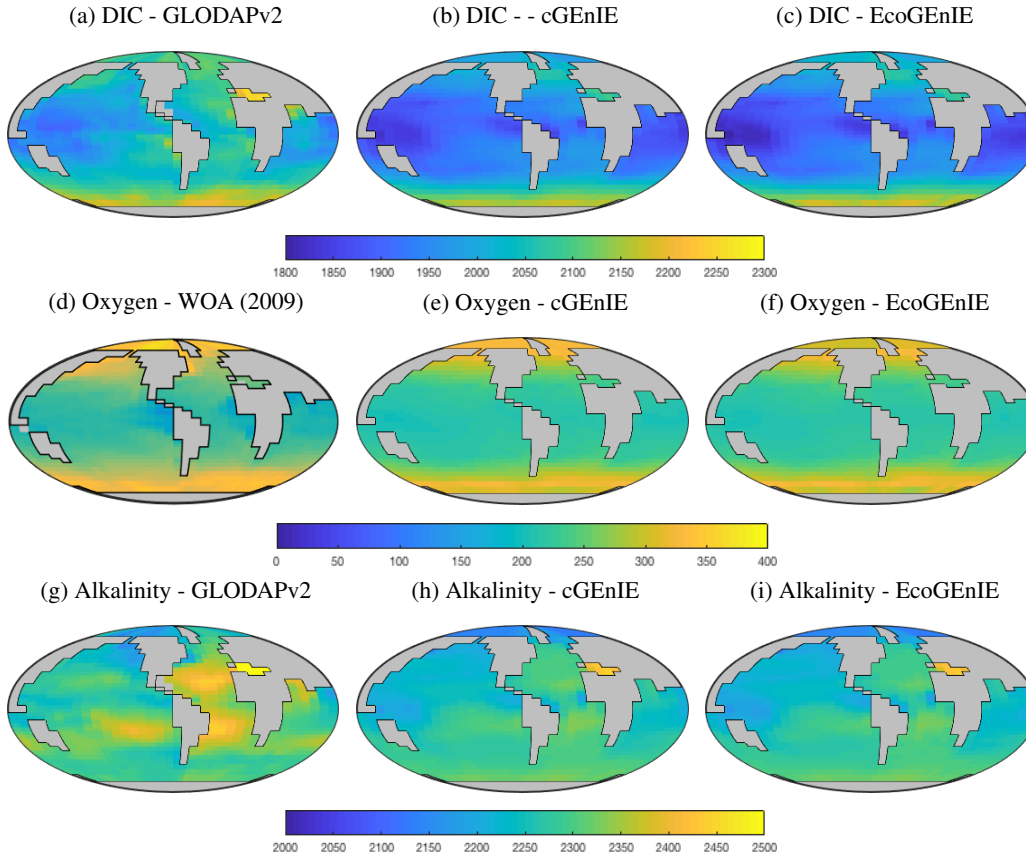 (a) DIC - GLODAPv2 (b) DIC - - cGEnIE (c) DIC - EcoGEnIE
1800 1850 1900 1950 2000 2050 2100 2150 2200 2250 2300
(d) Oxygen - WOA (2009) (e) Oxygen - cGEnIE (f) Oxygen - EcoGEnIE
0 50 100 150 200 250 300 350 400
(g) Alkalinity - GLODAPv2 (h) Alkalinity - cGEnIE (i) Alkalinity - EcoGEnIE
2000 2050 2100 2150 2200 2250 2300 2350 2400 2450 2500